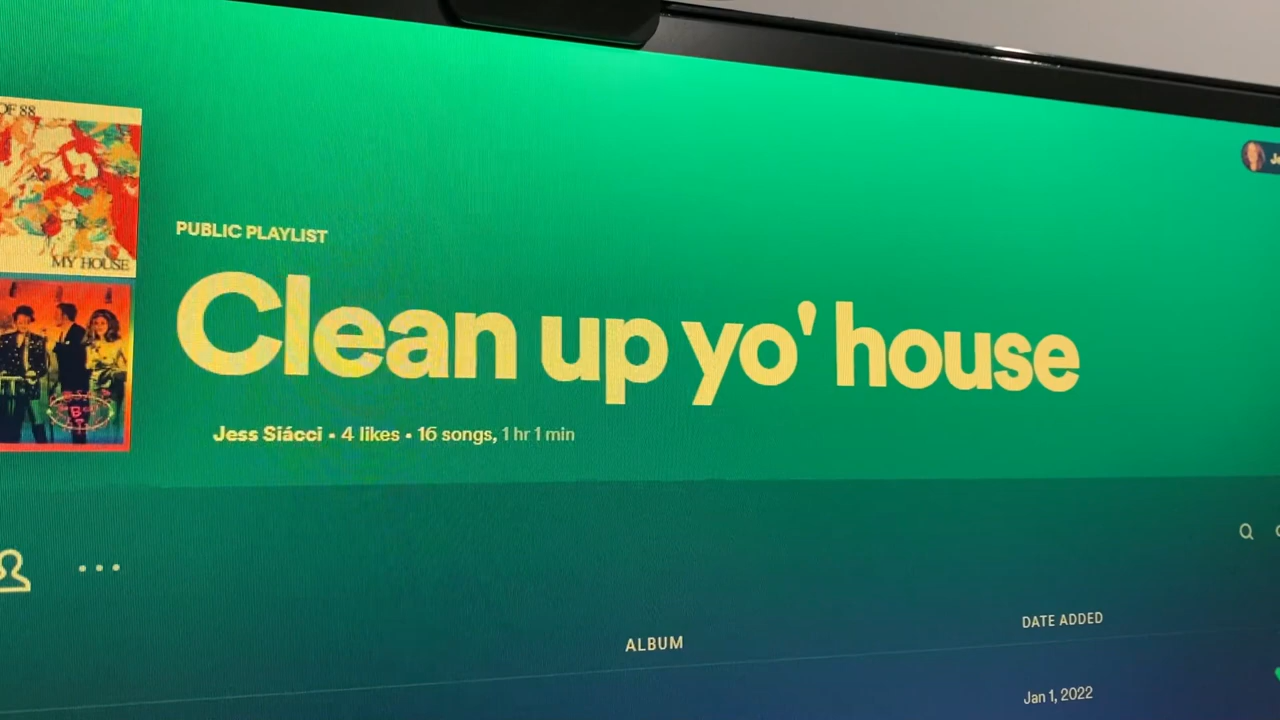 OF 88
MY HOUSE
PUBLIC PLAYLIST
Clean up yo' house
Jess Siácci • 4 likes • 16 songs, 1 hr 1 min
ALBUM
DATE ADDED
Jan 1, 2022